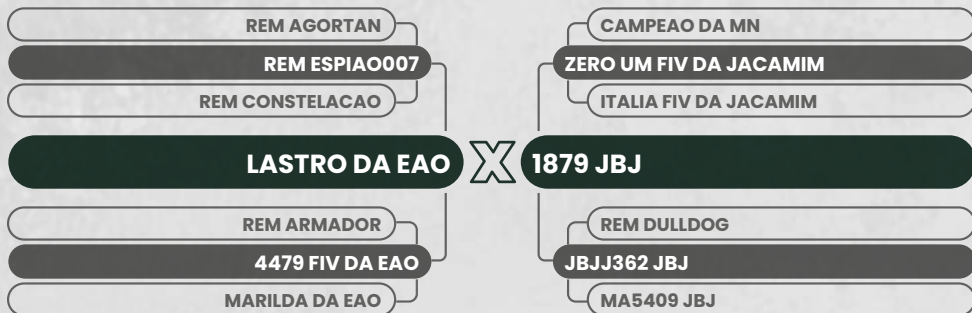 REM AGORTAN
REM ESPIAO007
REM CONSTELACAO
CAMPEAO DA MN
ZERO UM FIV DA JACAMIM
ITALIA FIV DA JACAMIM
LASTRO DA EAO X 1879 JBJ
REM ARMADOR
4479 FIV DA EAO
MARILDA DA EAO
REM DULLDOG
JBJJ362 JBJ
MA5409 JBJ